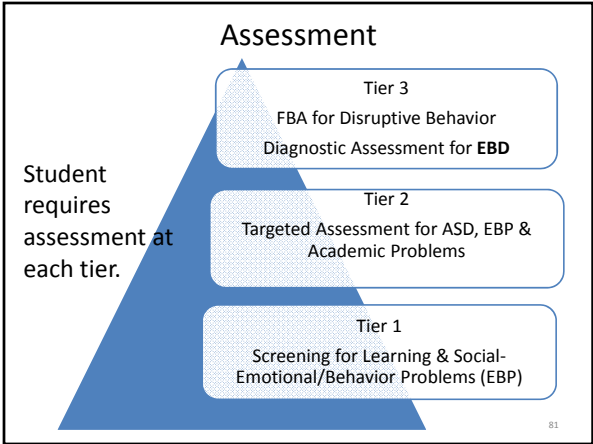 Assessment
Tier 3
FBA for Disruptive Behavior
Diagnostic Assessment for EBD
Student
requires
assessment at
each tier.
Tier 2
Targeted Assessment for ASD, EBP &
Academic Problems
Tier 1
Screening for Learning & Social-
Emotional/Behavior Problems (EBP)
81